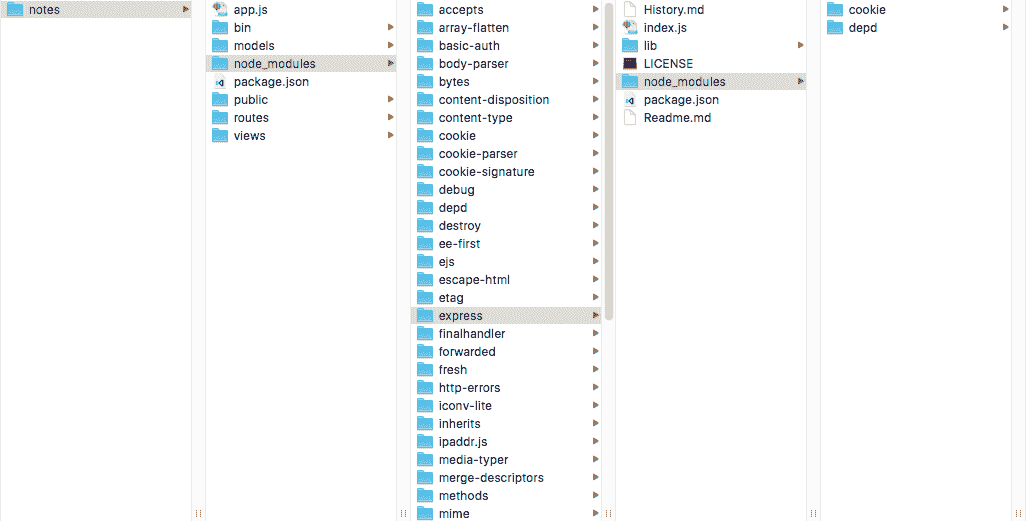 notes
app.js
bin
models
node_modules
package.json
public
routes
views
accepts
array-flatten
basic-auth
body-parser
bytes
content-disposition
content-type
cookie
cookie-parser
cookie-signature
debug
depd
destroy
ee-first
ejs
escape-html
etag
express
finalhandler
forwarded
fresh
http-errors
iconv-lite
inherits
ipaddr.js
media-typer
merge-descriptors
methods
mime
History.md
index.js
lib
LICENSE
node_modules
package.json
Readme.md
cookie
depd